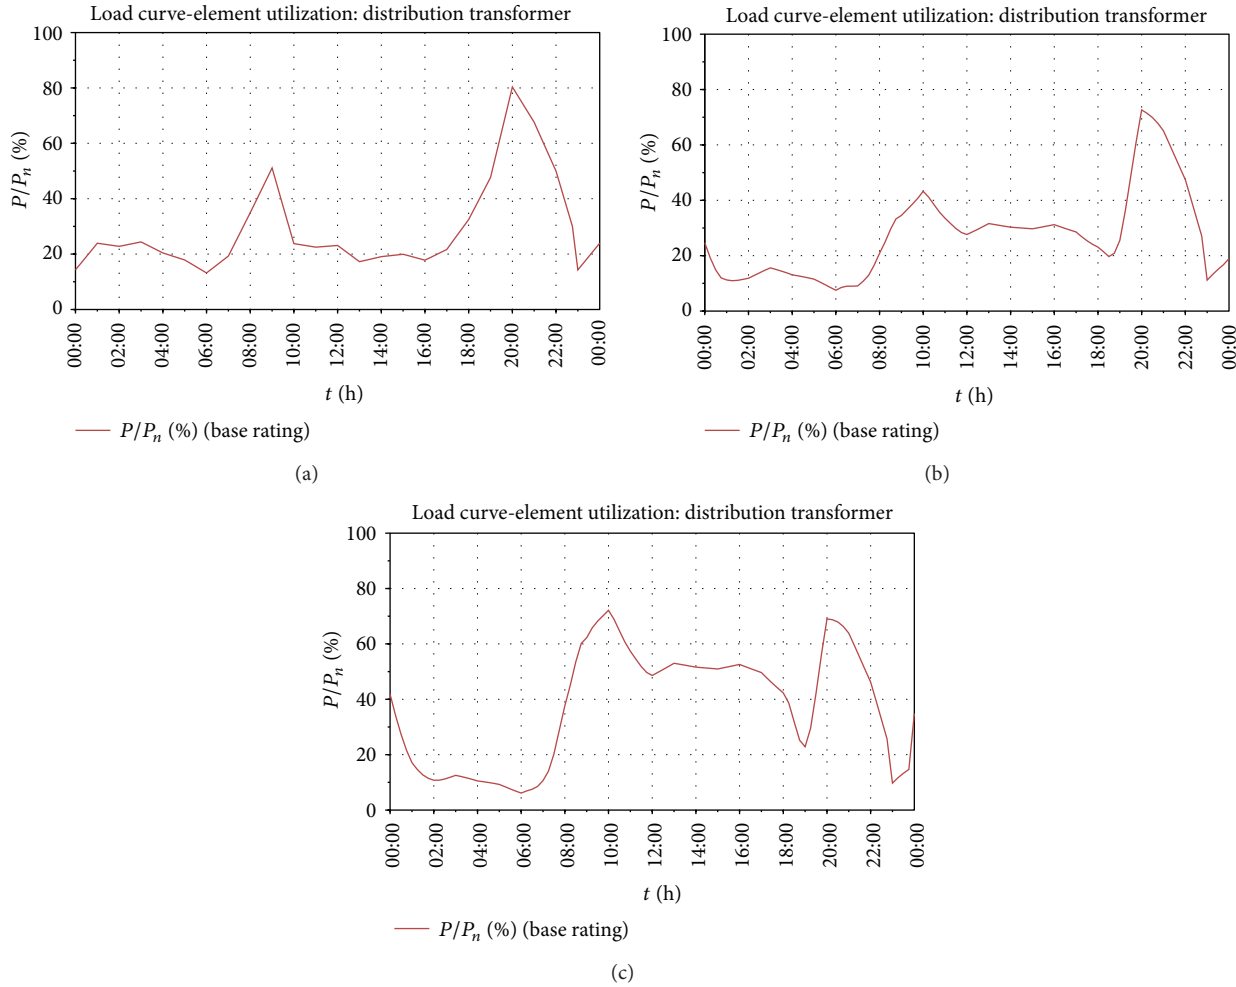 Load curve-element utilization: distribution transformer
100
80
60
40
20
0
P/Pn (%)
00:00 02:00 04:00 06:00 08:00 10:00 12:00 14:00 16:00 18:00 20:00 22:00 00:00
t (h)
P/Pn (%) (base rating)
(a)
Load curve-element utilization: distribution transformer
100
80
60
40
20
0
P/Pn (%)
00:00 02:00 04:00 06:00 08:00 10:00 12:00 14:00 16:00 18:00 20:00 22:00 00:00
t (h)
P/Pn (%) (base rating)
(b)
Load curve-element utilization: distribution transformer
100
80
60
40
20
0
P/Pn (%)
00:00 02:00 04:00 06:00 08:00 10:00 12:00 14:00 16:00 18:00 20:00 22:00 00:00
t (h)
P/Pn (%) (base rating)
(c)